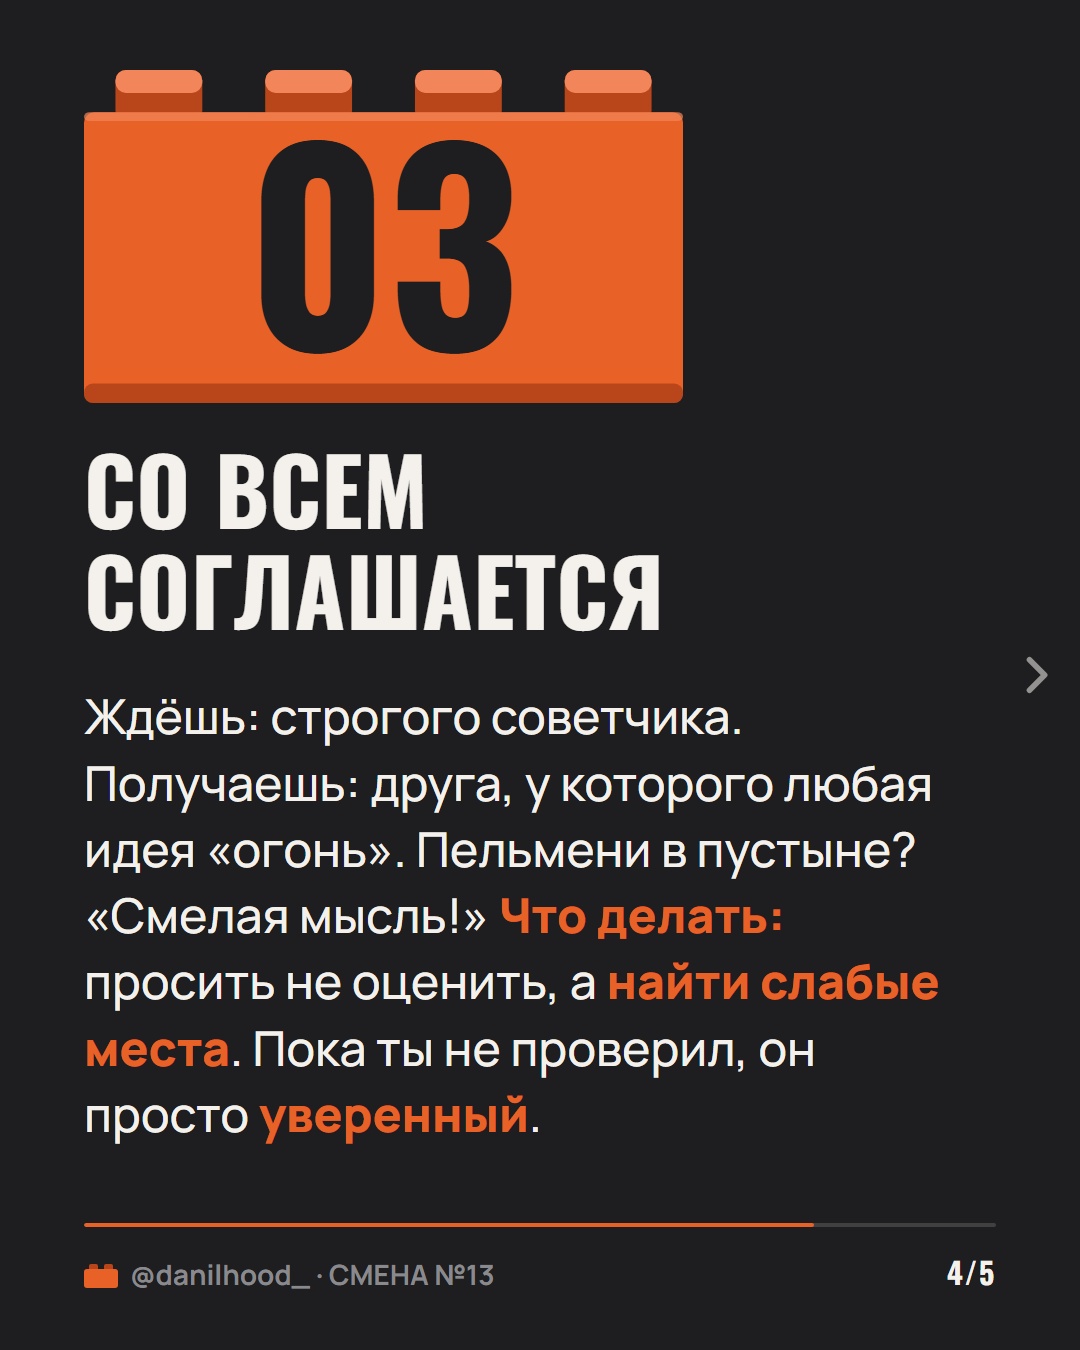 03
СО ВСЕМ
СОГЛАШАЕТСЯ
Ждёшь: строгого советчика.
Получаешь: друга, у которого любая
идея «огонь». Пельмени в пустыне?
«Смелая мысль!» Что делать:
просить не оценить, а найти слабые
места. Пока ты не проверил, он
просто уверенный.
@danilhood_ · СМЕНА №13
4/5